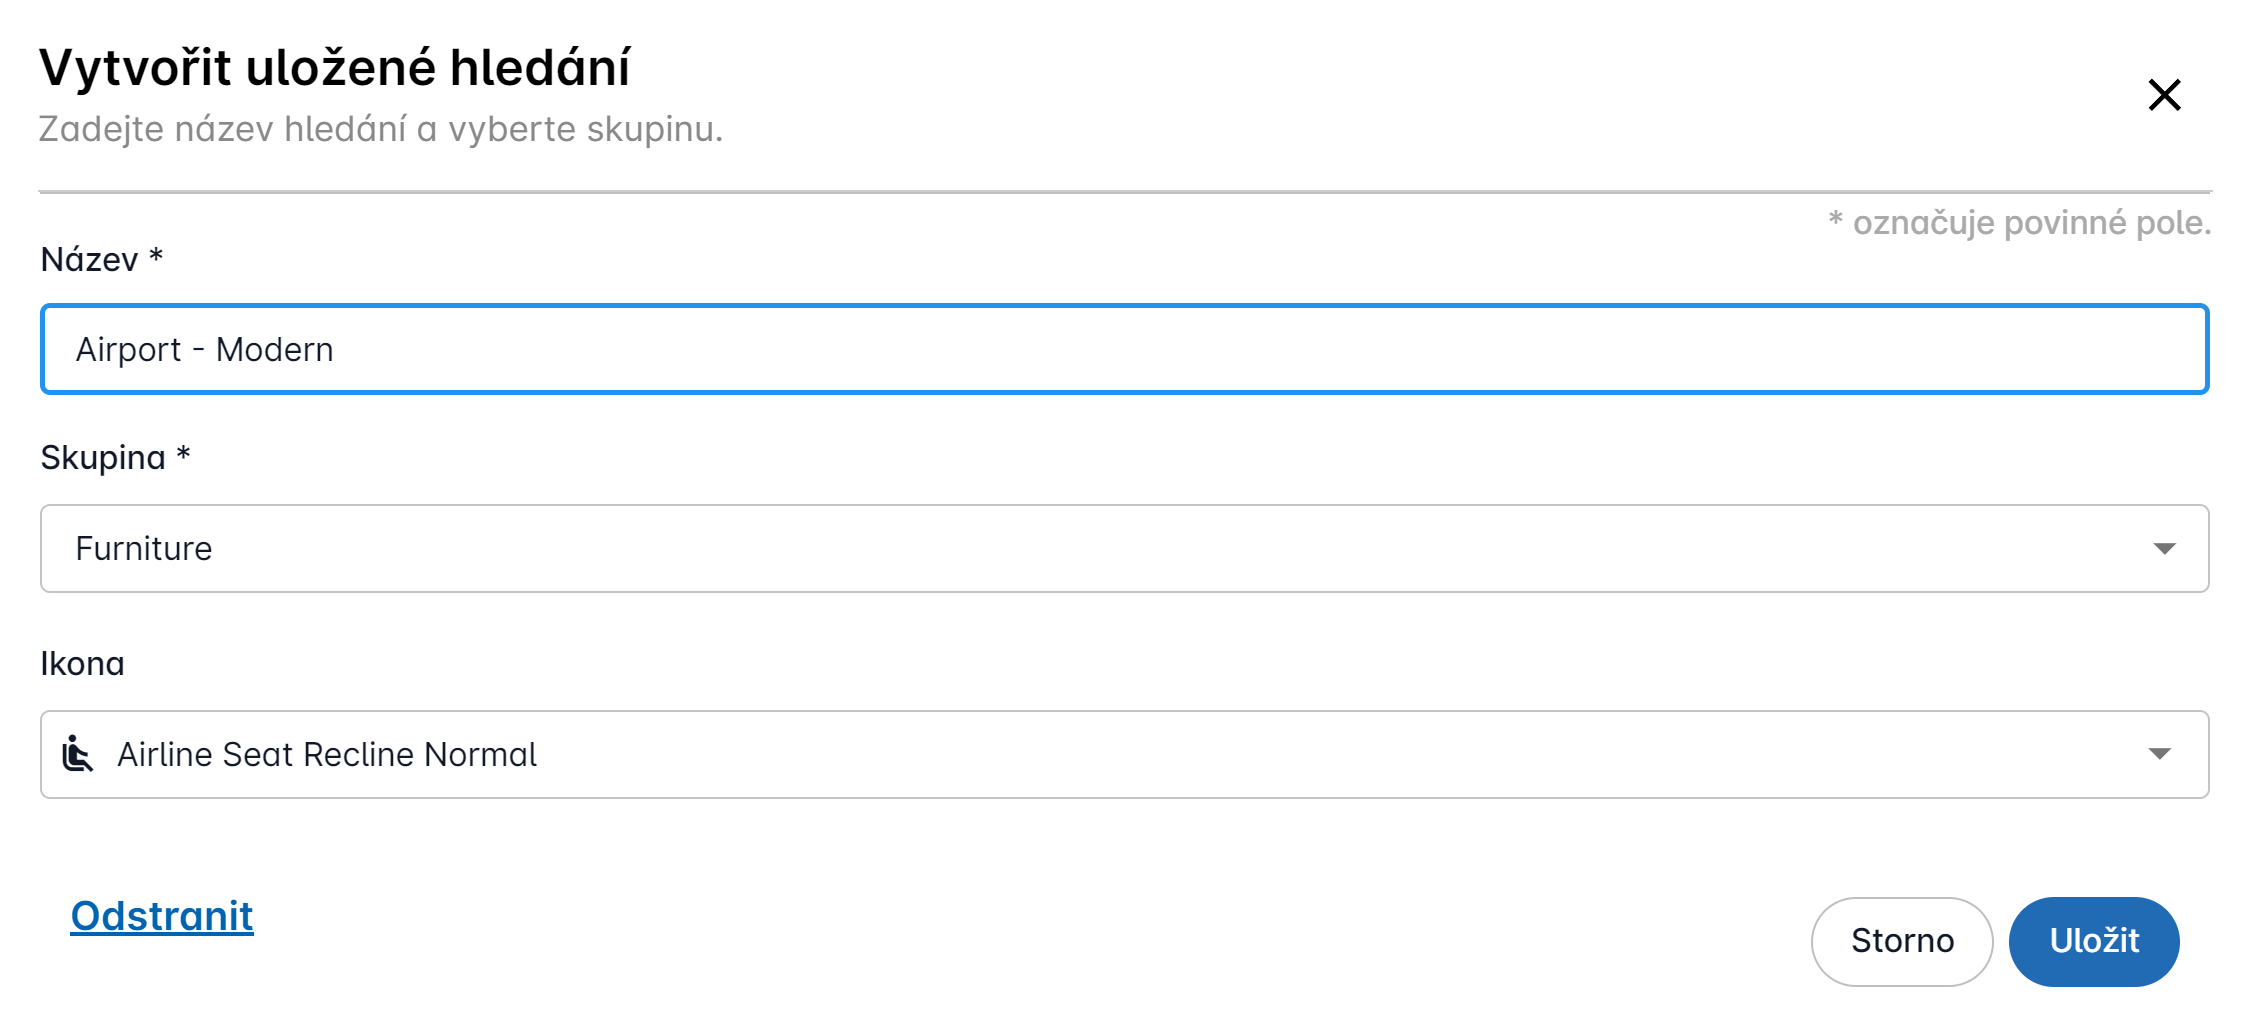 Vytvořit uložené hledání
Zadejte název hledání a vyberte skupinu.
* označuje povinné pole.
Název *
Airport - Modern
Skupina *
Furniture
Ikona
Airline Seat Recline Normal
Odstranit
Storno
Uložit